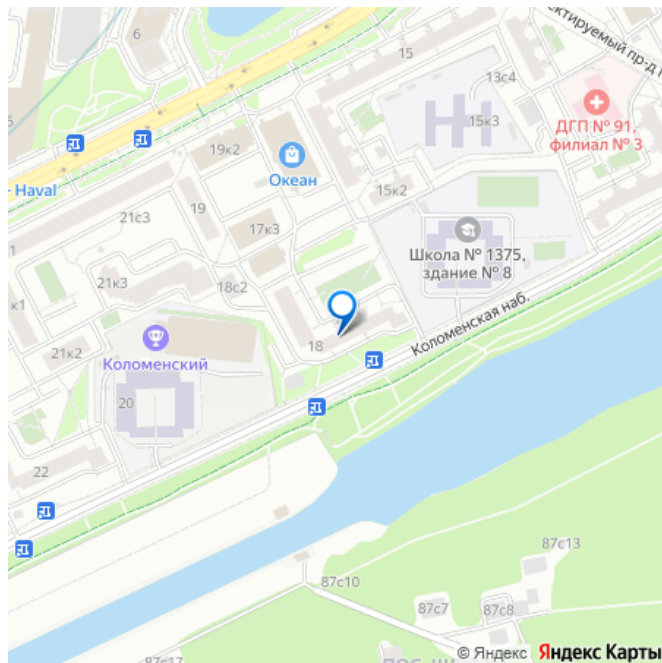 6
15
ектируемый пр-д
13с4
15к3
ДГП № 91,
филиал № 3
19к2
Океан
Haval
21с3
19
15к2
17к3
Школа № 1375,
здание № 8
21к3
18с2
к1
Коломенская наб.
21к2
Коломенский
18
20
22
87с13
87с10
87с7
87с8
87с17
© Яндекс Яндекс Карты